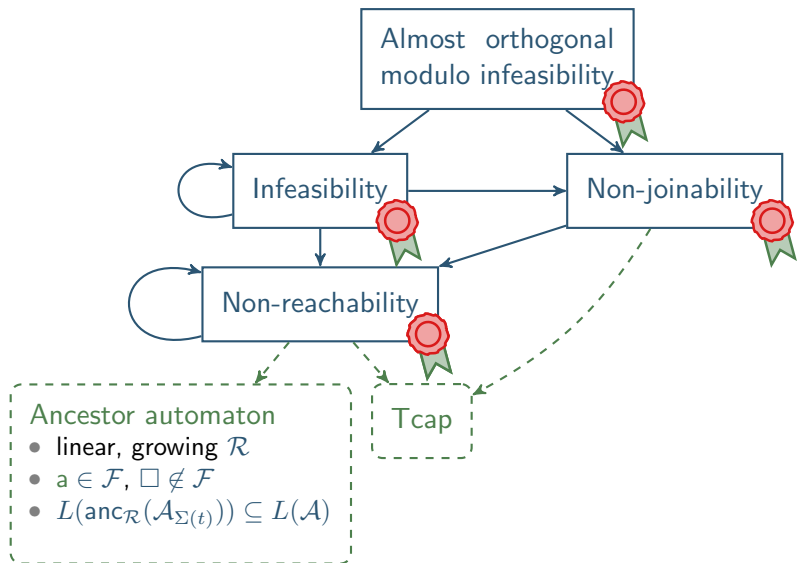 Almost orthogonal
modulo infeasibility
Infeasibility
Non-joinability
Non-reachability
Ancestor automaton
• linear, growing ℛ
• a ∈ ℱ, □ ∉ ℱ
• L(anc_ℛ(𝒜_Σ(t))) ⊆ L(𝒜)
Tcap